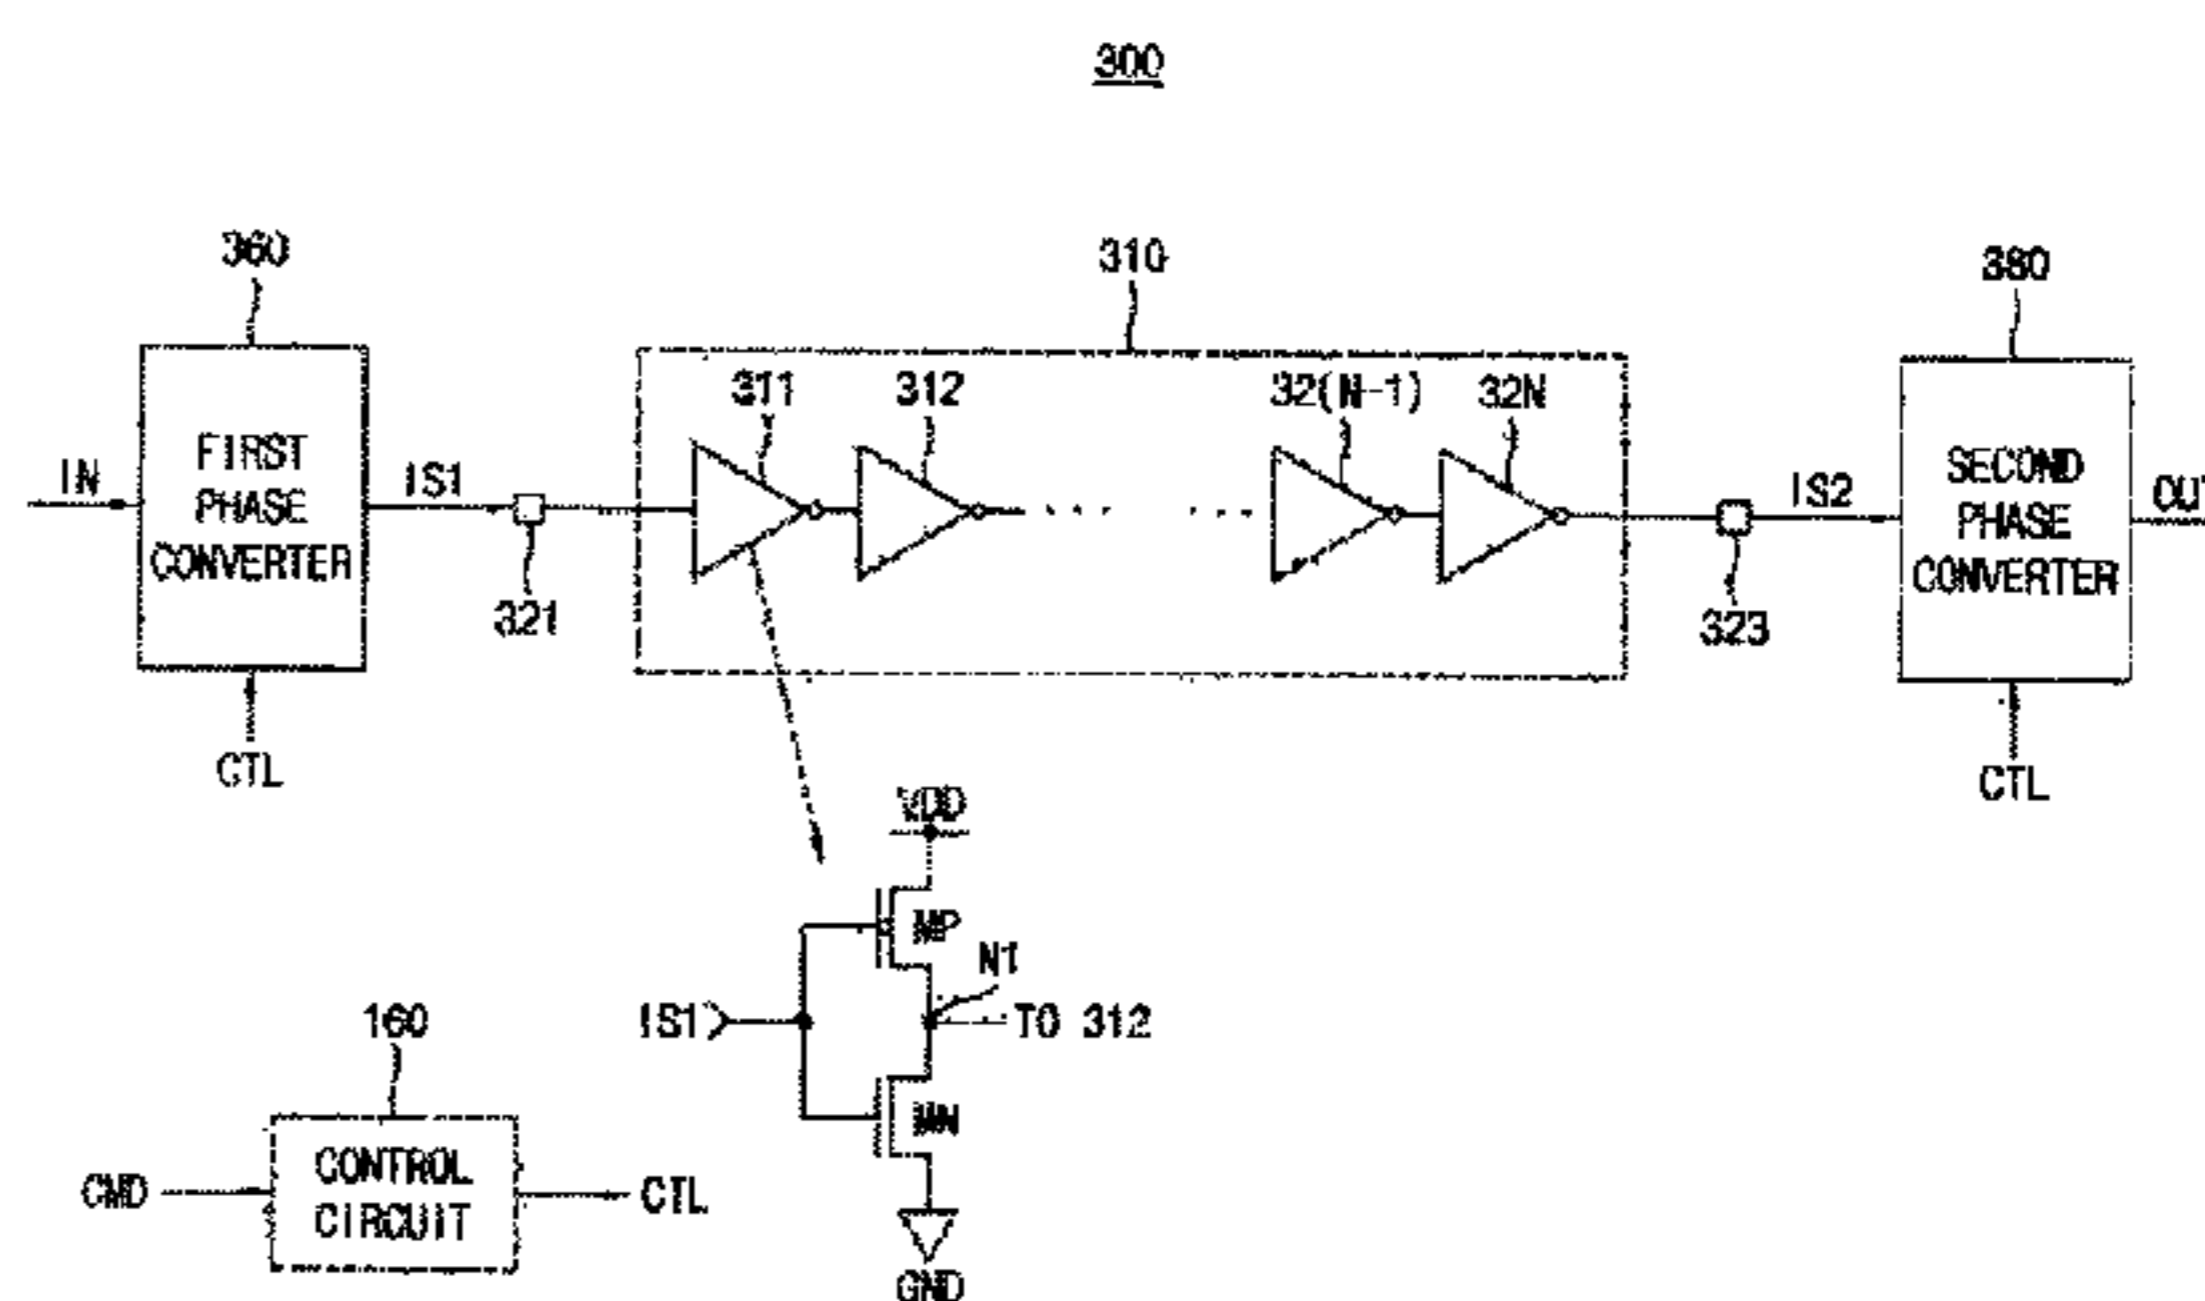 300
360
310
380
311
312
32(N-1)
32N
IN
FIRST
PHASE
CONVERTER
IS1
321
323
IS2
SECOND
PHASE
CONVERTER
OUT
CTL
CTL
VDD
MP
N1
IS1
TO 312
MN
GND
160
CMD
CONTROL
CIRCUIT
CTL